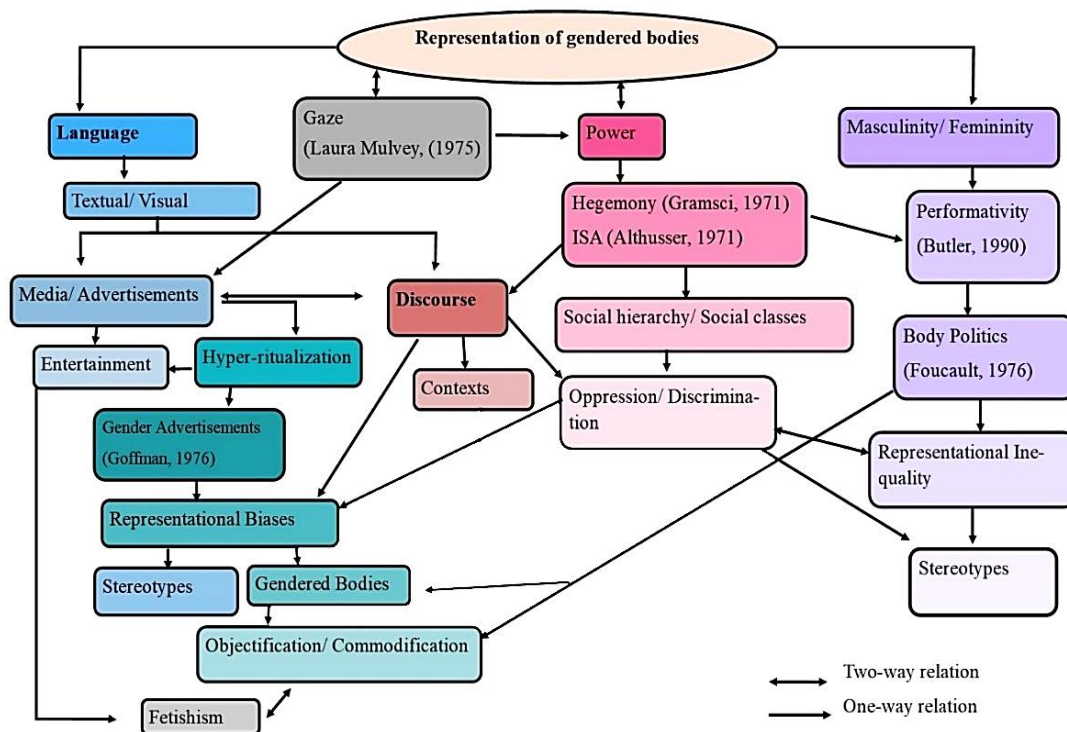 Representation of gendered bodies
Language
Gaze
(Laura Mulvey, (1975)
Power
Masculinity/ Femininity
Textual/ Visual
Hegemony (Gramsci, 1971)
ISA (Althusser, 1971)
Performativity
(Butler, 1990)
Media/ Advertisements
Discourse
Social hierarchy/ Social classes
Body Politics
(Foucault, 1976)
Entertainment
Hyper-ritualization
Contexts
Oppression/ Discrimina-
tion
Gender Advertisements
(Goffman, 1976)
Representational Ine-
quality
Representational Biases
Stereotypes
Gendered Bodies
Stereotypes
Objectification/ Commodification
Fetishism
Two-way relation
One-way relation